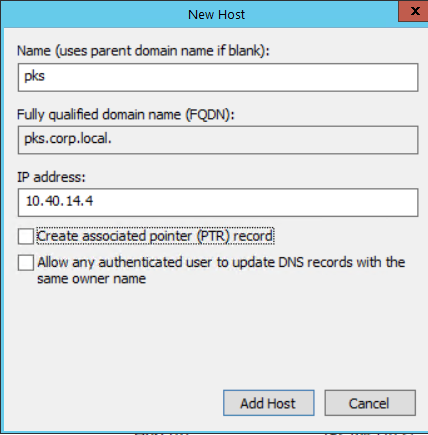 New Host
x
Name (uses parent domain name if blank):
pks
Fully qualified domain name (FQDN):
pks.corp.local.
IP address:
10.40.14.4
Create associated pointer (PTR) record
Allow any authenticated user to update DNS records with the
same owner name
Add Host Cancel